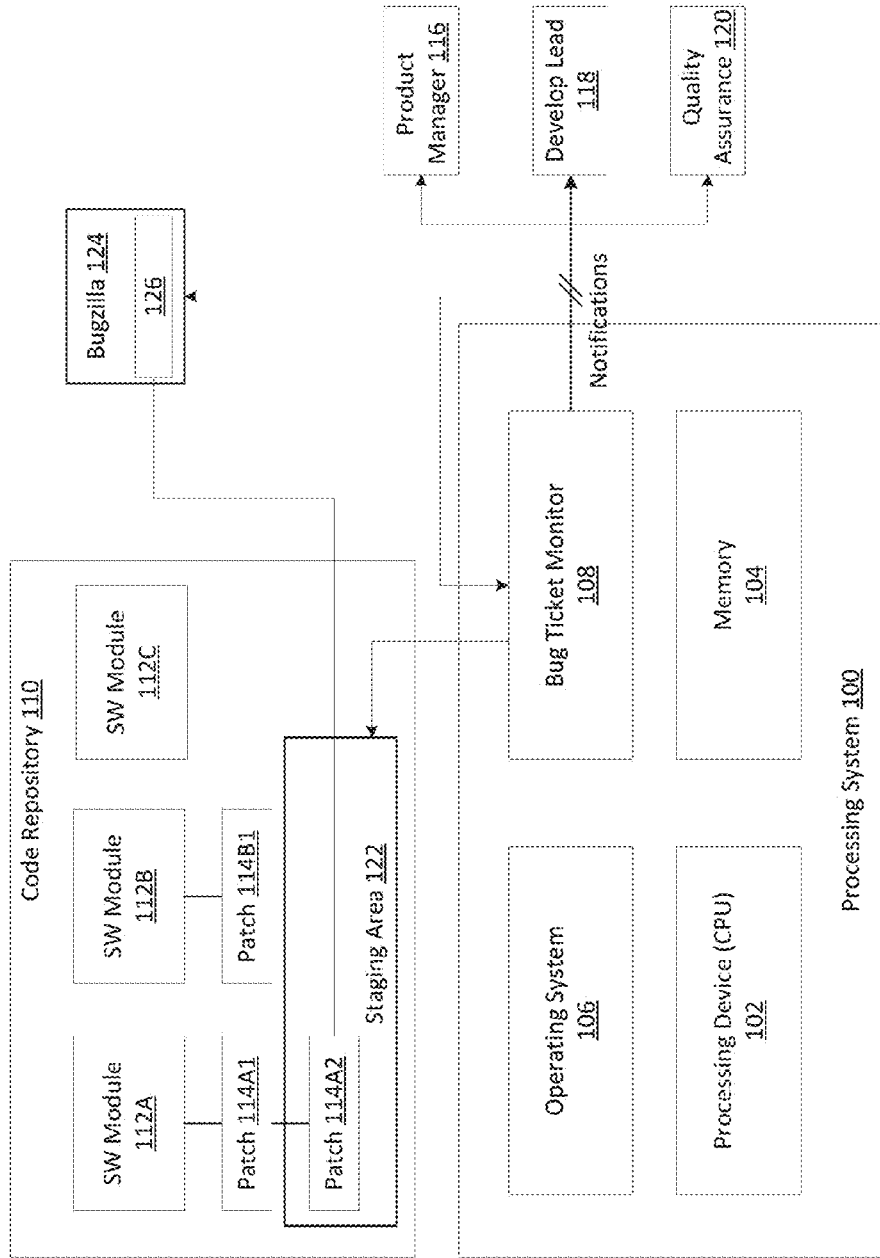 Code Repository 110
SW Module
112A
SW Module
112B
SW Module
112C
Patch 114A1
Patch 114B1
Patch 114A2
Staging Area 122
Bugzilla 124
126
Operating System
106
Bug Ticket Monitor
108
Processing Device (CPU)
102
Memory
104
Processing System 100
Notifications
Product
Manager 116
Develop Lead
118
Quality
Assurance 120